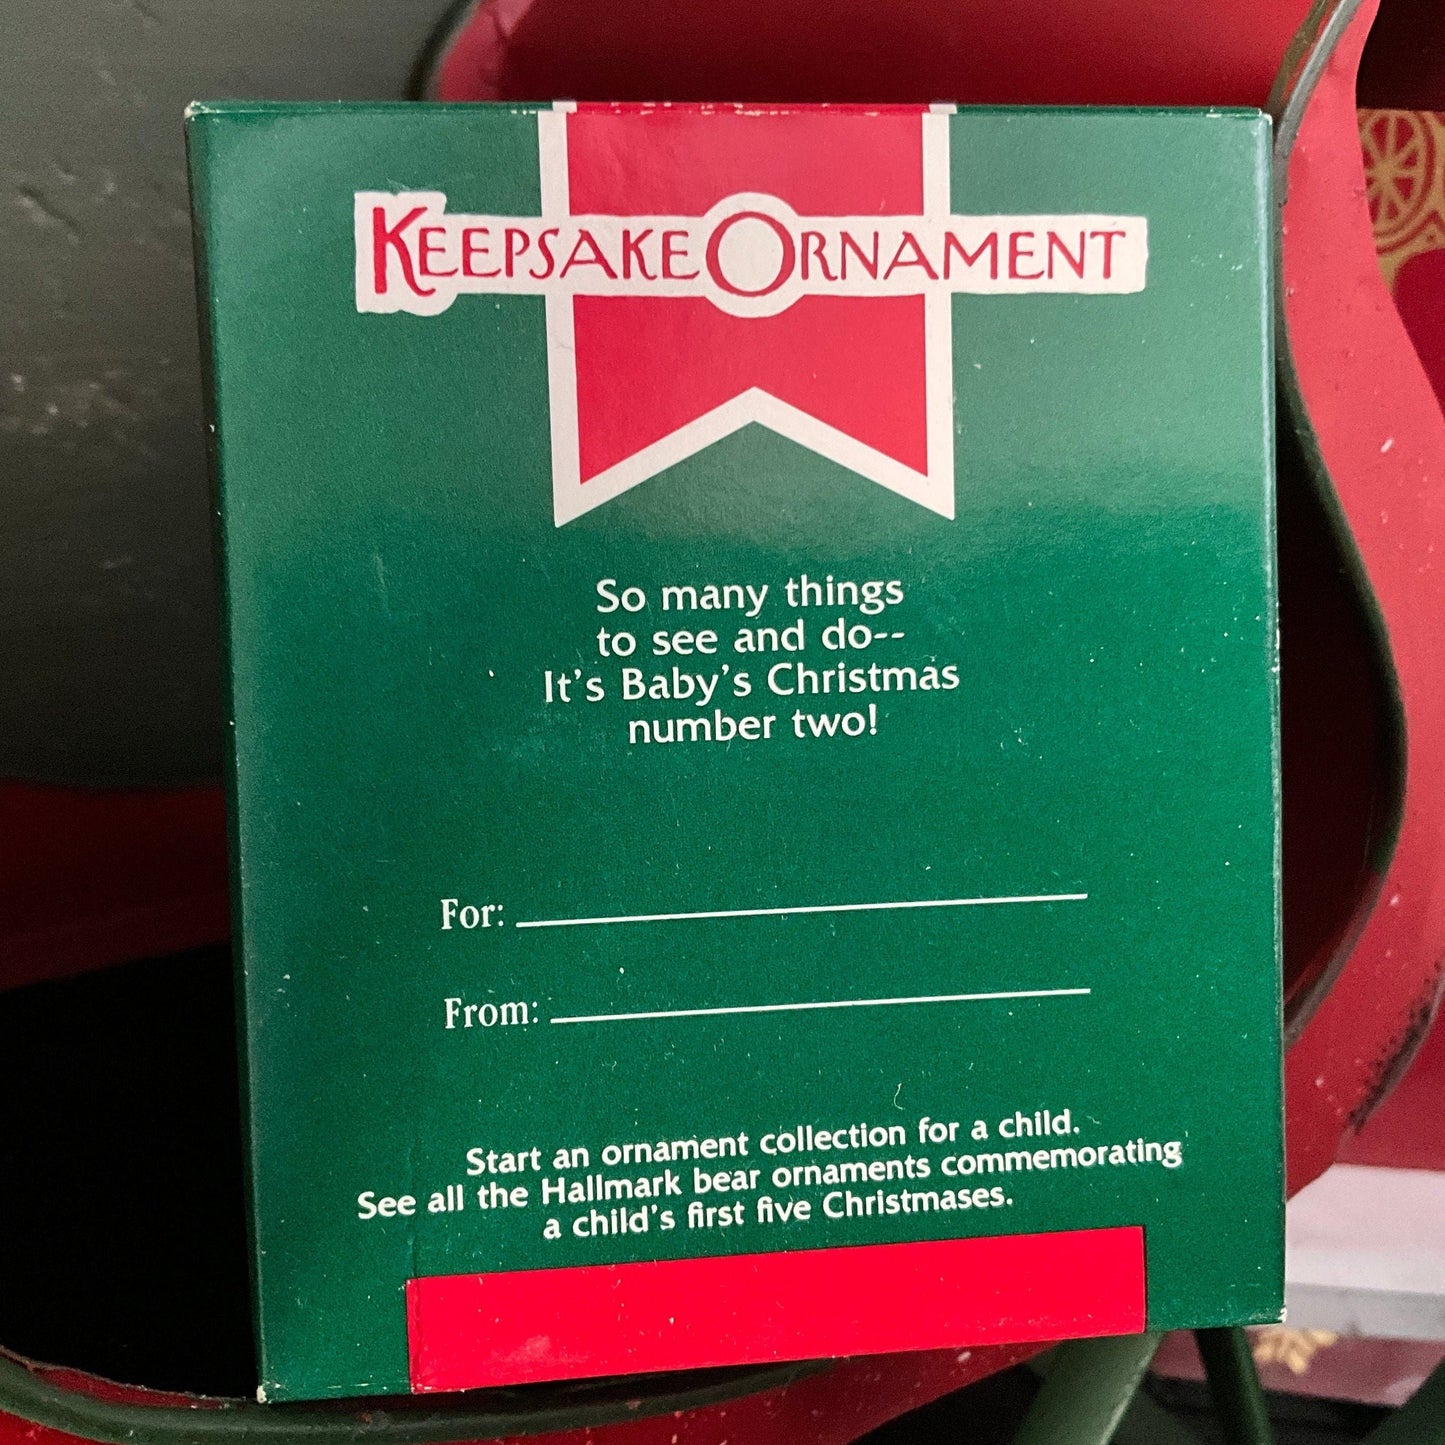 KEEPSAKE ORNAMENT
So many things
to see and do--
It's Baby's Christmas
number two!
For:
From:
Start an ornament collection for a child.
See all the Hallmark bear ornaments commemorating
a child's first five Christmases.